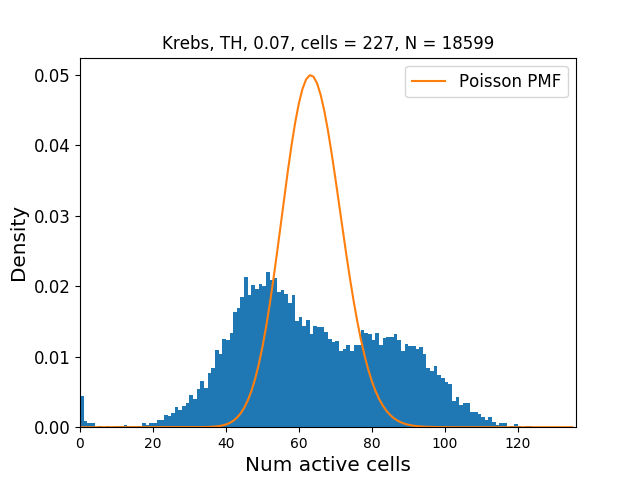 Krebs, TH, 0.07, cells = 227, N = 18599
Poisson PMF
0.05
0.04
0.03
0.02
0.01
0.00
Density
0 20 40 60 80 100 120
Num active cells